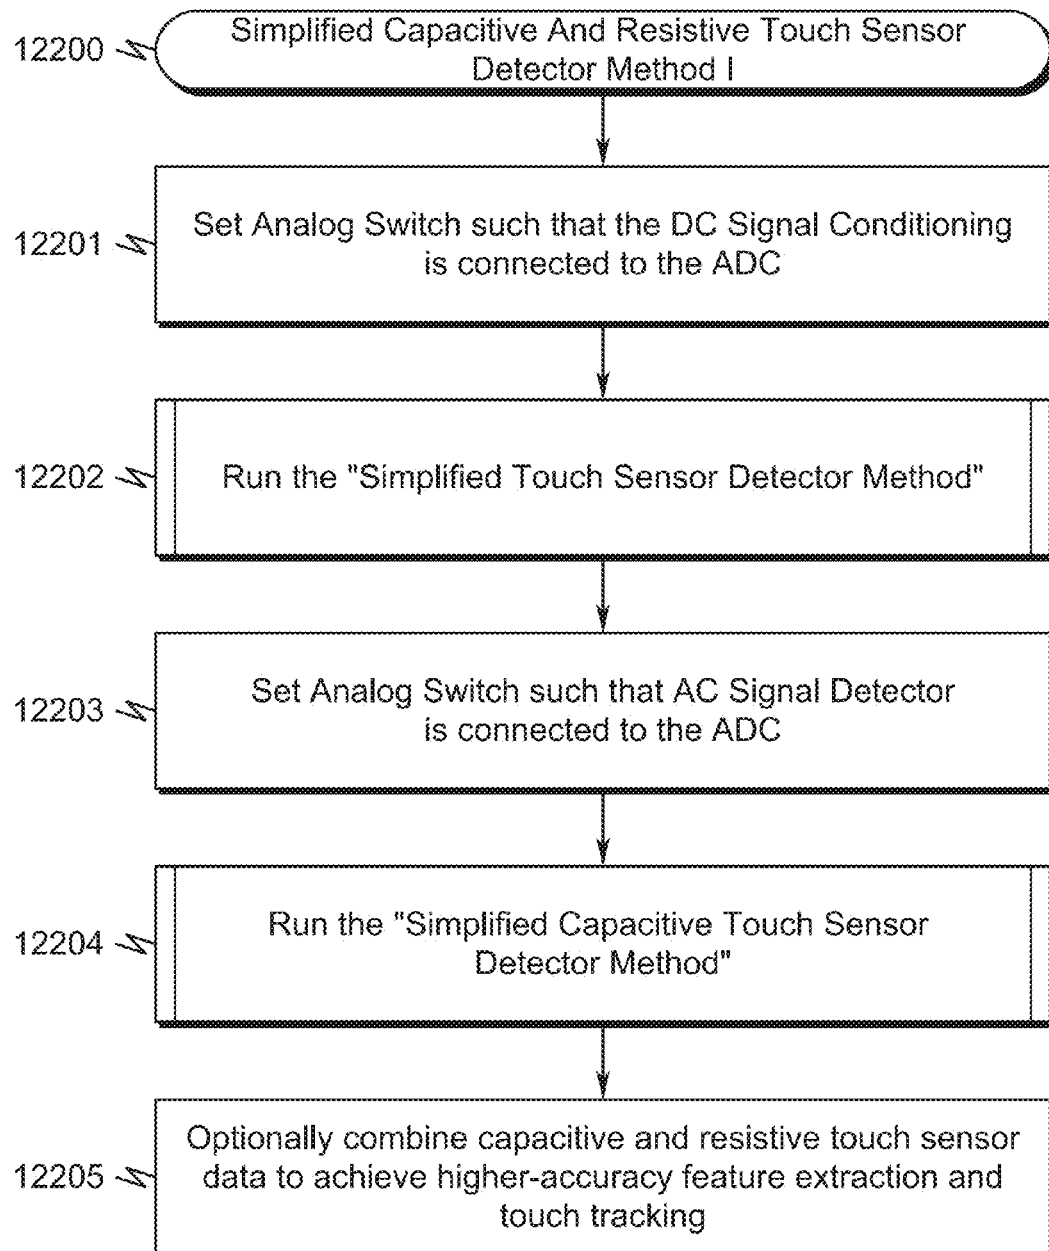 Simplified Capacitive And Resistive Touch Sensor
12200
Detector Method I
Set Analog Switch such that the DC Signal Conditioning
12201
is connected to the ADC
12202
Run the "Simplified Touch Sensor Detector Method"
Set Analog Switch such that AC Signal Detector
12203
is connected to the ADC
Run the "Simplified Capacitive Touch Sensor
12204
Detector Method"
Optionally combine capacitive and resistive touch sensor
12205
data to achieve higher-accuracy feature extraction and
touch tracking